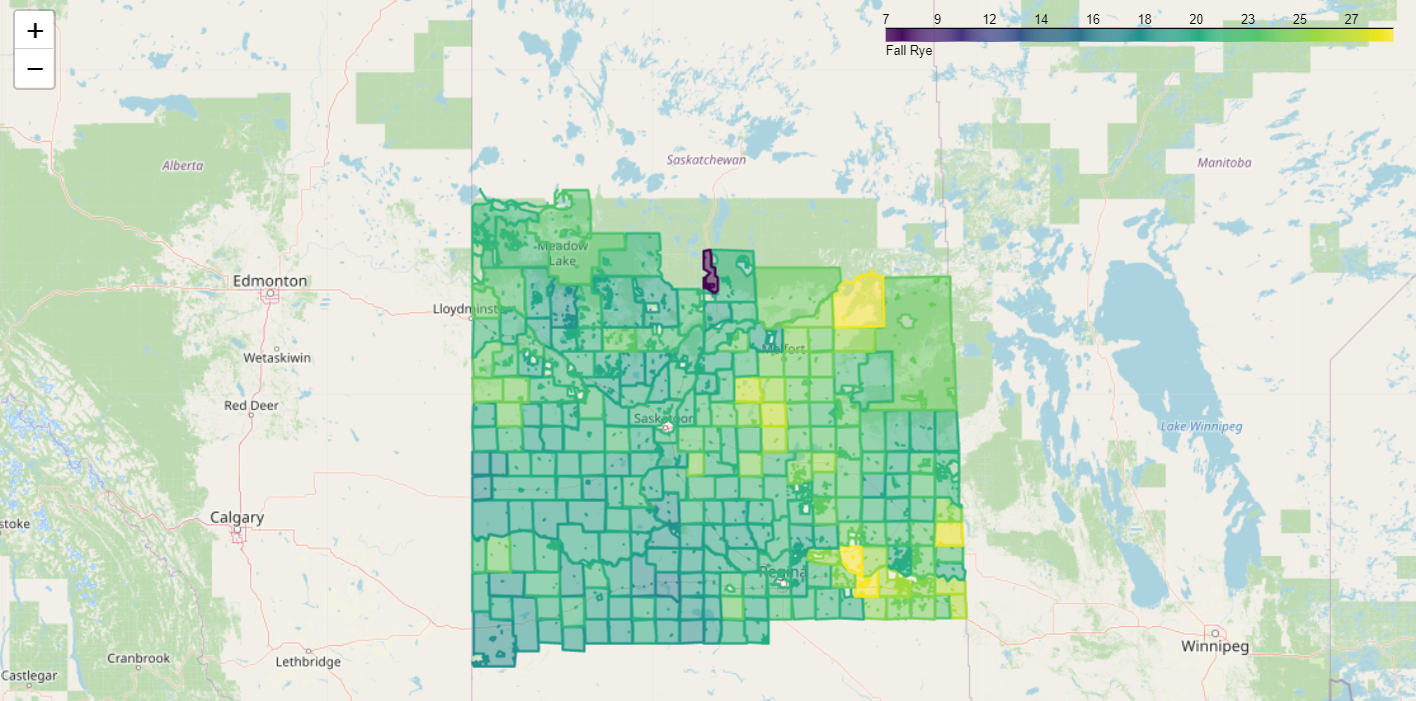 +
7 9 12 14 16 18 20 23 25 27
Fall Rye
−
Saskatchewan
Alberta
Manitoba
Meadow
Lake
Edmonton
Lloydminst
Wetaskiwin
Melfort
Red Deer
Saskatoon
Lake Winnipeg
Calgary
stoke
Regina
Winnipeg
Cranbrook
Lethbridge
Castlegar